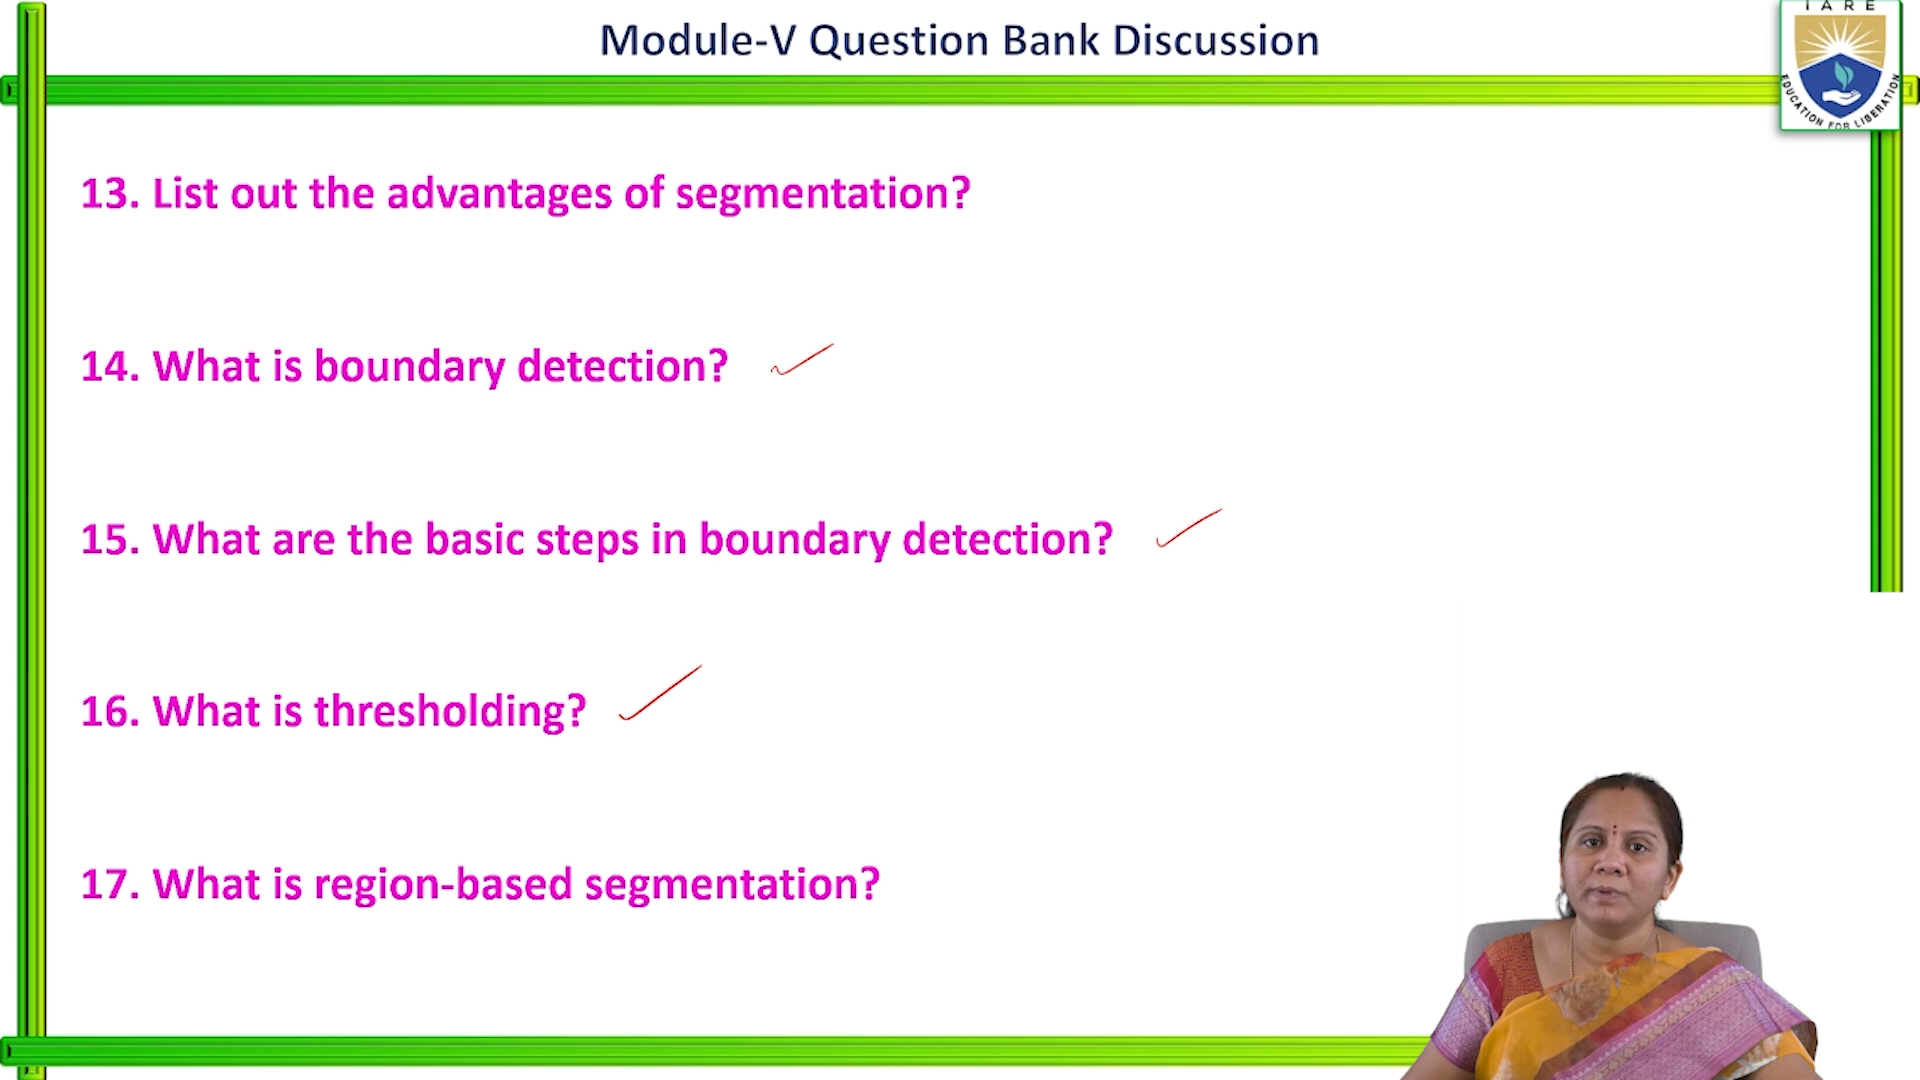 Module-V Question Bank Discussion
IARE
EDUCATION FOR LIBERATION
13. List out the advantages of segmentation?
14. What is boundary detection?
15. What are the basic steps in boundary detection?
16. What is thresholding?
17. What is region-based segmentation?